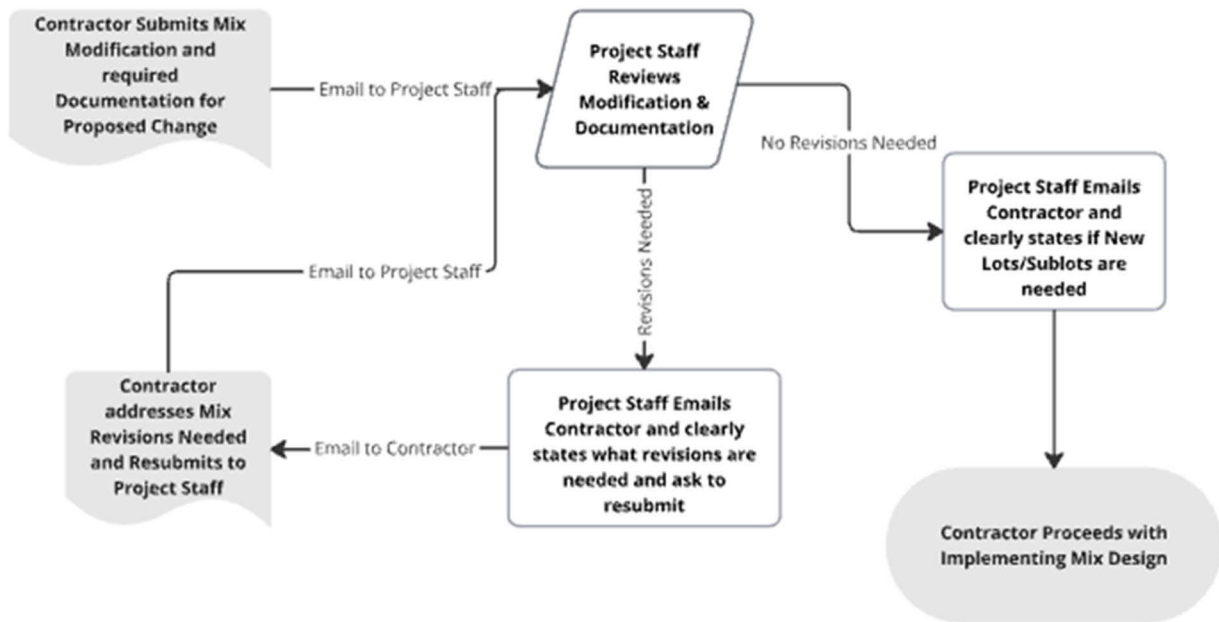 Contractor Submits Mix
Modification and
required
Documentation for
Proposed Change
Email to Project Staff
Project Staff
Reviews
Modification &
Documentation
No Revisions Needed
Project Staff Emails
Contractor and
clearly states if New
Lots/Sublots are
needed
Revisions Needed
Email to Project Staff
Contractor
addresses Mix
Revisions Needed
and Resubmits to
Project Staff
Email to Contractor
Project Staff Emails
Contractor and clearly
states what revisions are
needed and ask to
resubmit
Contractor Proceeds with
Implementing Mix Design